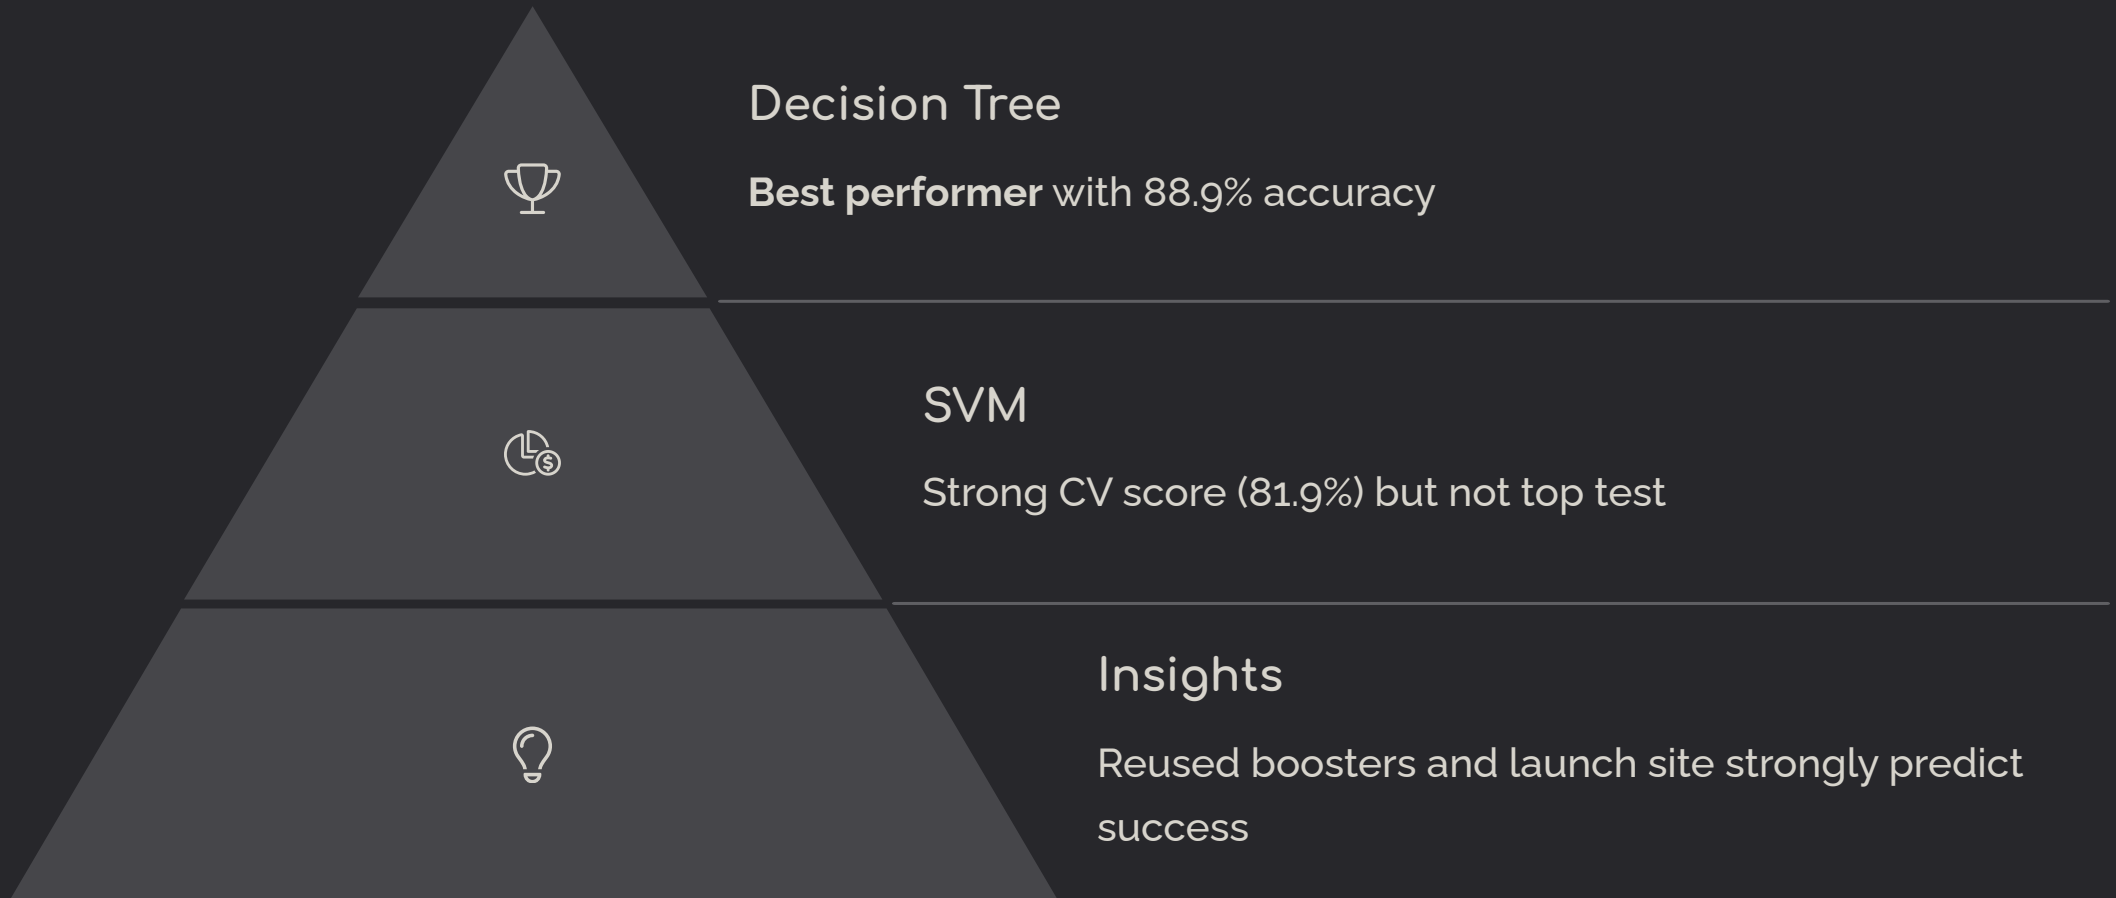 Decision Tree
Best performer with 88.9% accuracy
SVM
Strong CV score (81.9%) but not top test
Insights
Reused boosters and launch site strongly predict
success